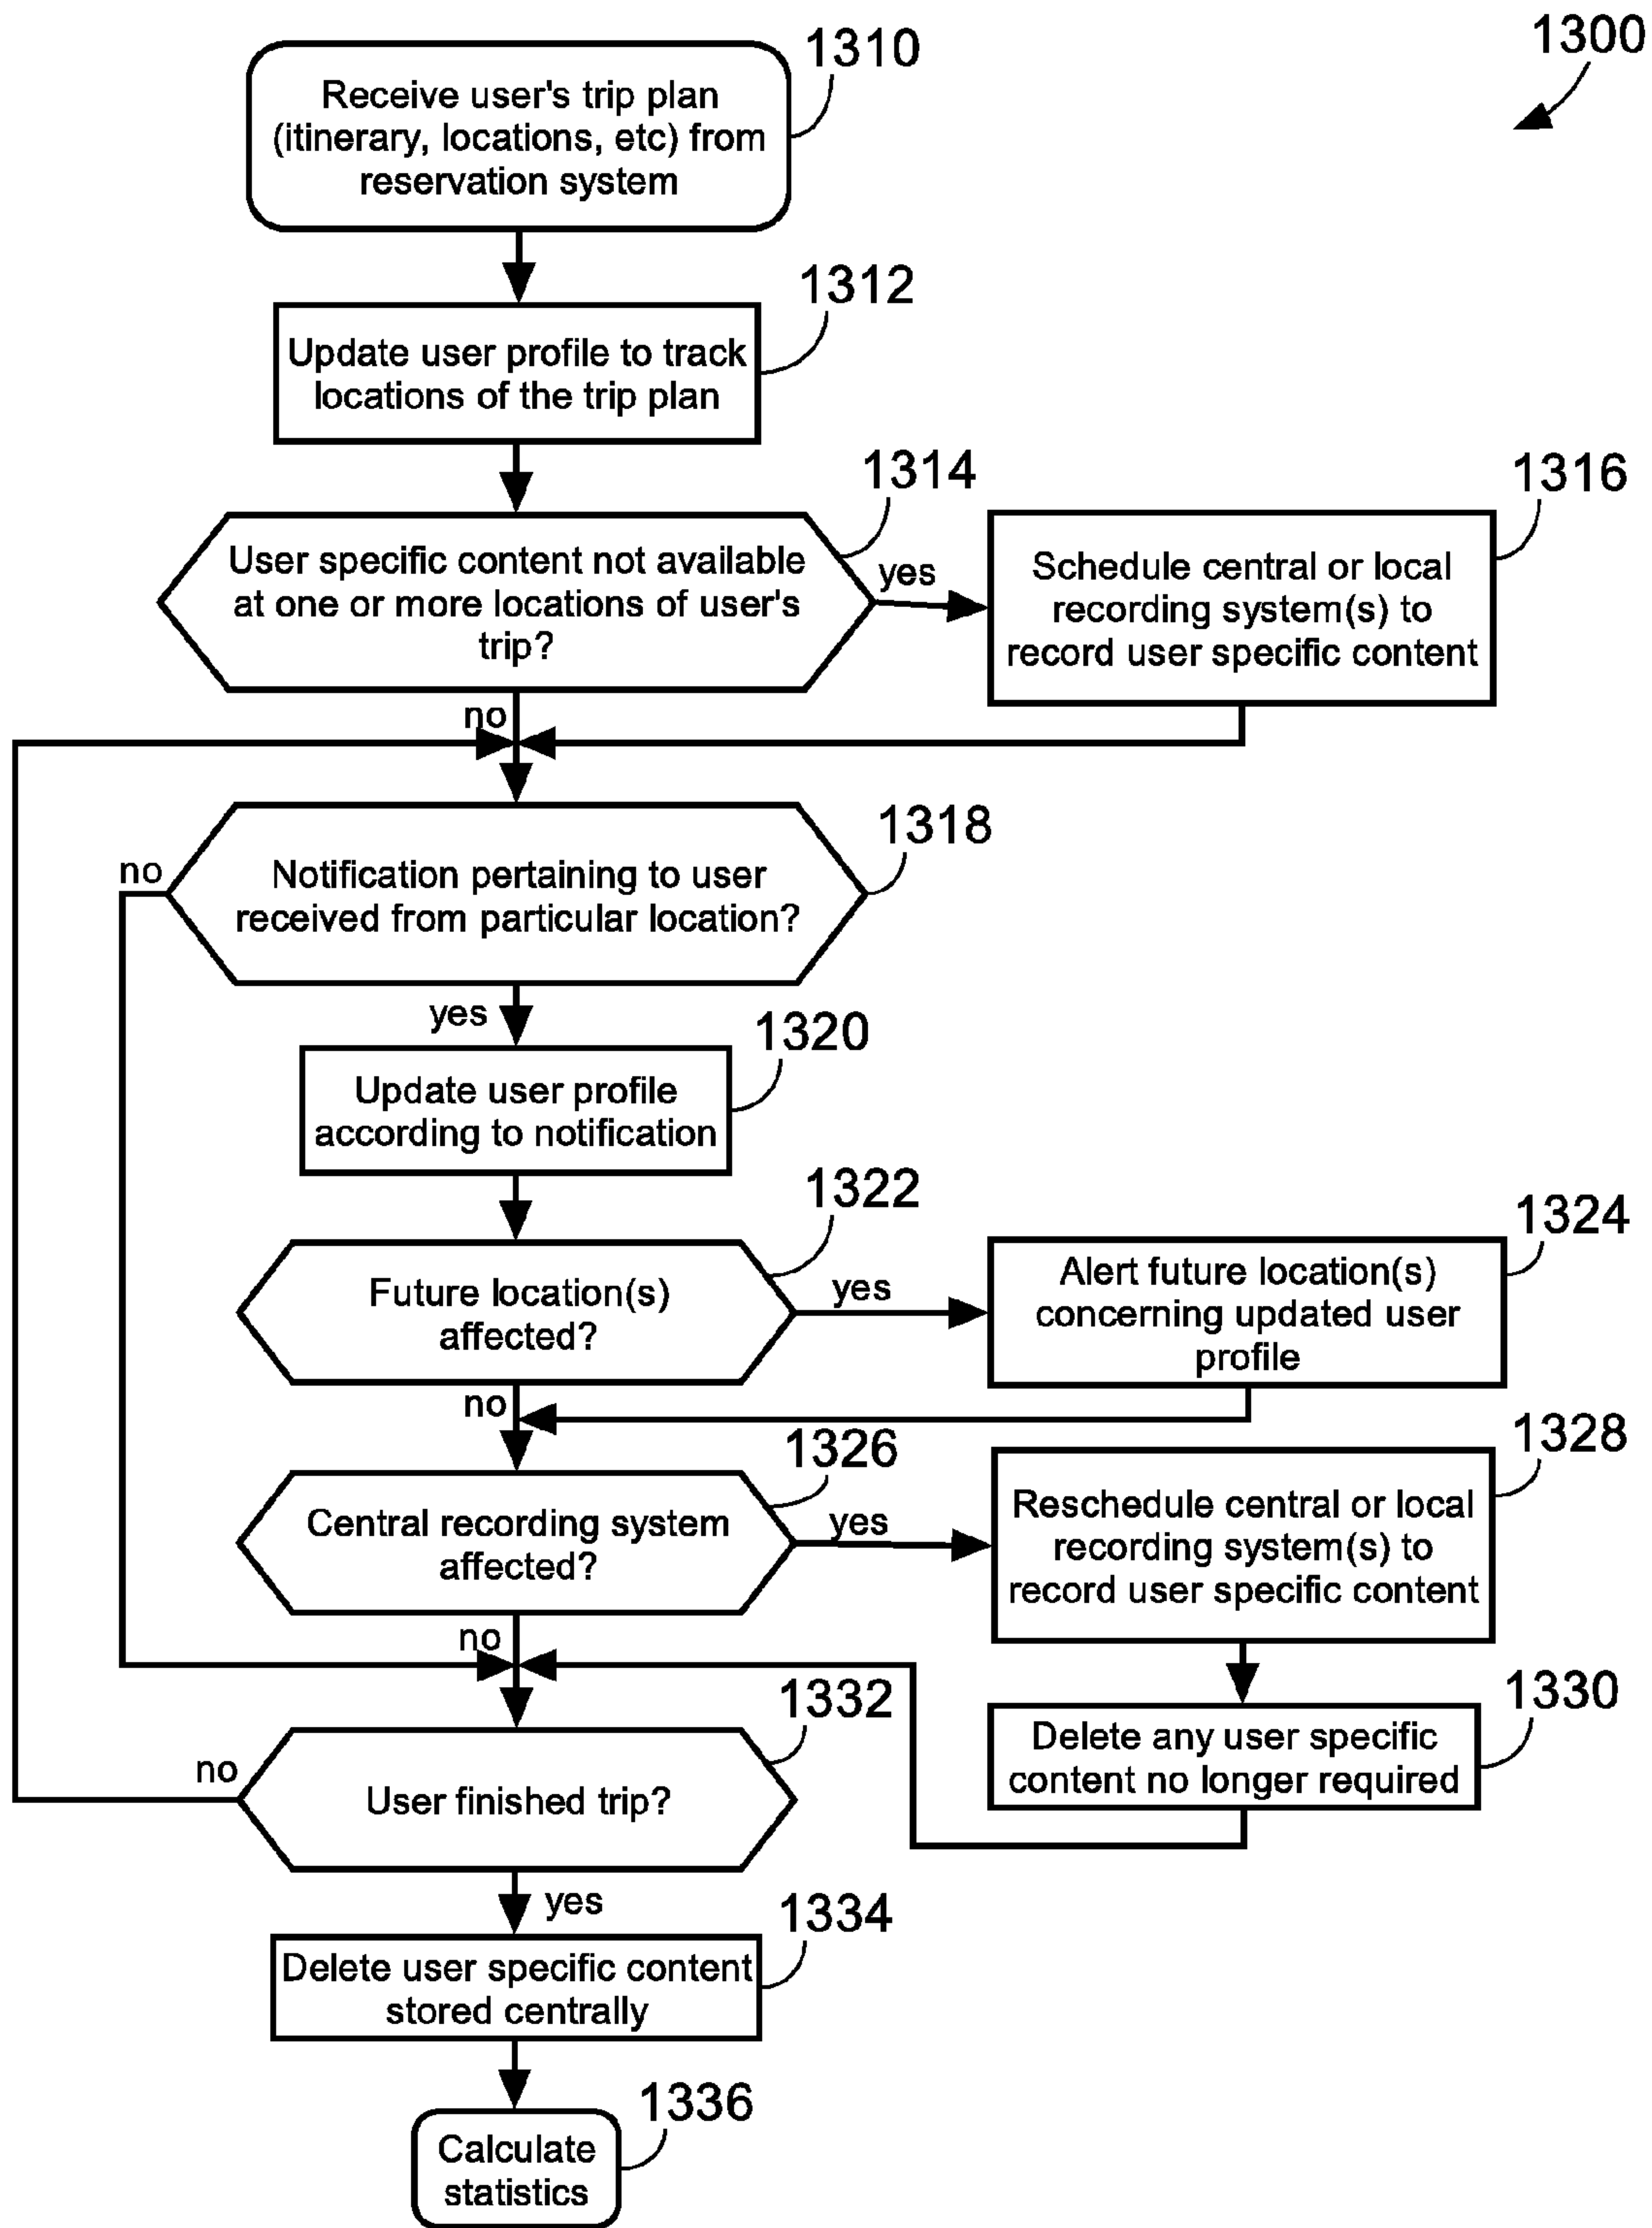 1300
1310
Receive user's trip plan
(itinerary, locations, etc) from
reservation system
1312
Update user profile to track
locations of the trip plan
1314
User specific content not available
at one or more locations of user's
trip?
yes
1316
Schedule central or local
recording system(s) to
record user specific content
no
1318
Notification pertaining to user
received from particular location?
no
yes
1320
Update user profile
according to notification
1322
Future location(s)
affected?
yes
1324
Alert future location(s)
concerning updated user
profile
no
1326
Central recording system
affected?
yes
1328
Reschedule central or local
recording system(s) to
record user specific content
no
1330
Delete any user specific
content no longer required
1332
User finished trip?
no
yes
1334
Delete user specific content
stored centrally
1336
Calculate
statistics